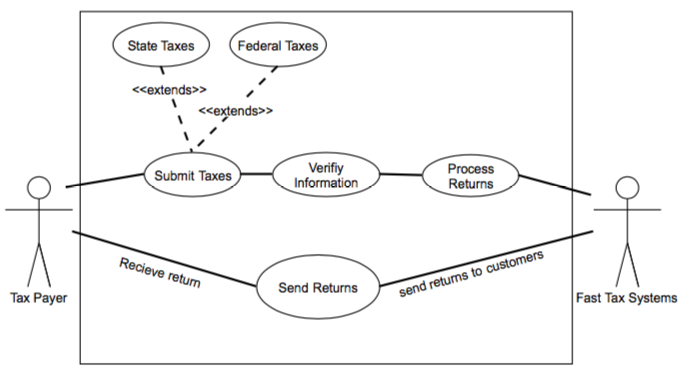 State Taxes
Federal Taxes
<<extends>>
<<extends>>
Submit Taxes
Verifiy
Information
Process
Returns
Tax Payer
Recieve return
Send Returns
send returns to customers
Fast Tax Systems